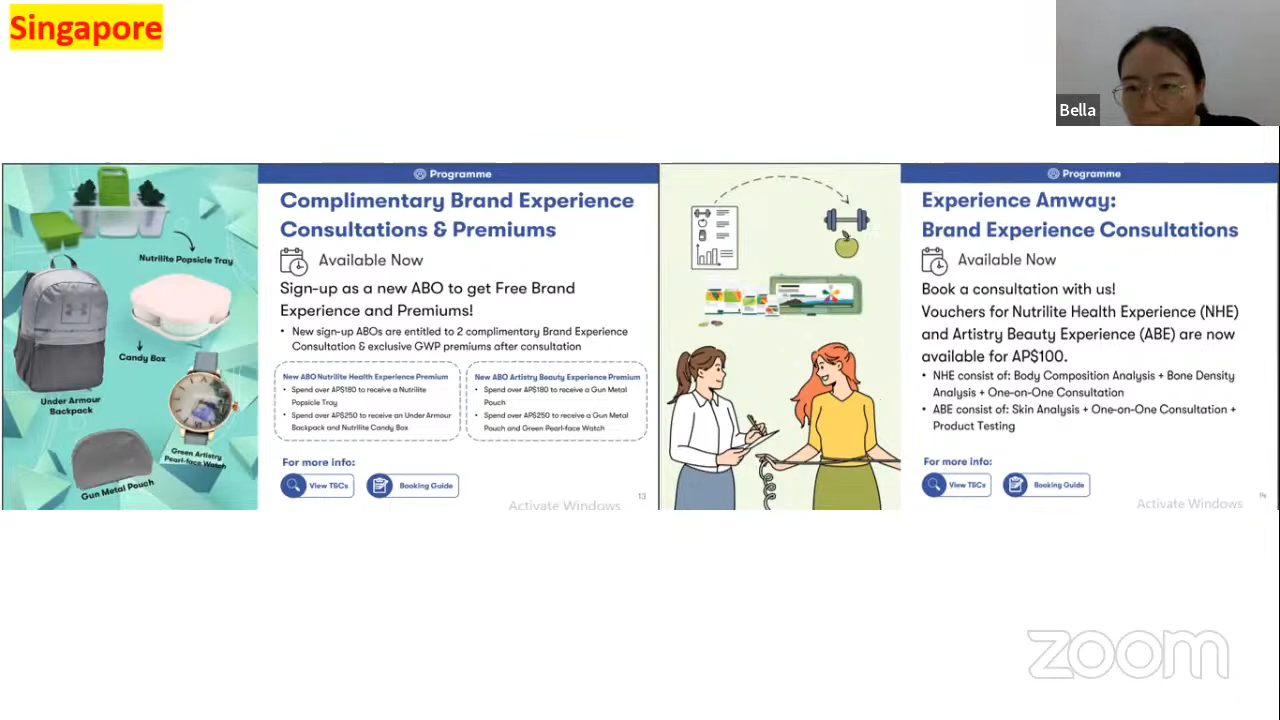 Singapore
Bella
Nutrilite Popsicle Tray
Candy Box
Under Armour
Backpack
Green Artistry
Pearl-face Watch
Gun Metal Pouch
Programme
Complimentary Brand Experience
Consultations & Premiums
Available Now
Sign-up as a new ABO to get Free Brand
Experience and Premiums!
• New sign-up ABOs are entitled to 2 complimentary Brand Experience
Consultation & exclusive GWP premiums after consultation
New ABO Nutrilite Health Experience Premium
• Spend over AP$180 to receive a Nutrilite
Popsicle Tray
• Spend over AP$250 to receive an Under Armour
Backpack and Nutrilite Candy Box
New ABO Artistry Beauty Experience Premium
• Spend over AP$180 to receive a Gun Metal
Pouch
• Spend over AP$250 to receive a Gun Metal
Pouch and Green Pearl-face Watch
For more info:
View T&Cs
Booking Guide
13
Activate Windows
Programme
Experience Amway:
Brand Experience Consultations
Available Now
Book a consultation with us!
Vouchers for Nutrilite Health Experience (NHE)
and Artistry Beauty Experience (ABE) are now
available for AP$100.
• NHE consist of: Body Composition Analysis + Bone Density
Analysis + One-on-One Consultation
• ABE consist of: Skin Analysis + One-on-One Consultation +
Product Testing
For more info:
View T&Cs
Booking Guide
14
Activate Windows
zoom